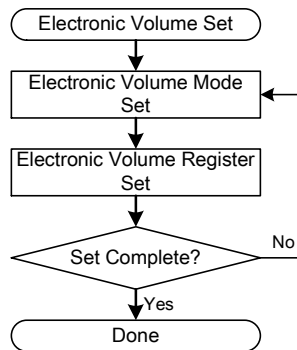 Electronic Volume Set
Electronic Volume Mode
Set
Electronic Volume Register
Set
Set Complete?
No
Yes
Done